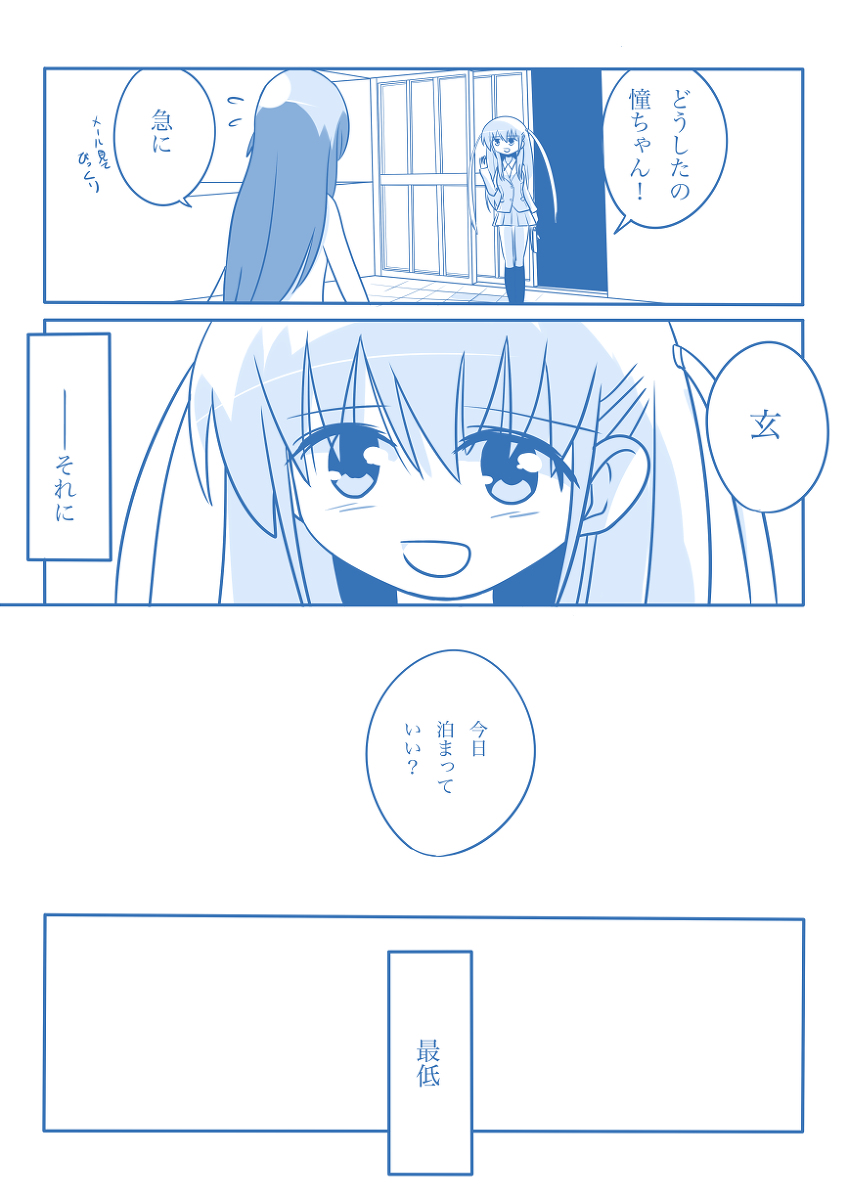 どうしたの
憧ちゃん！
急に
メール見て
びっくり
玄
――それに
今日
泊まって
いい？
最低